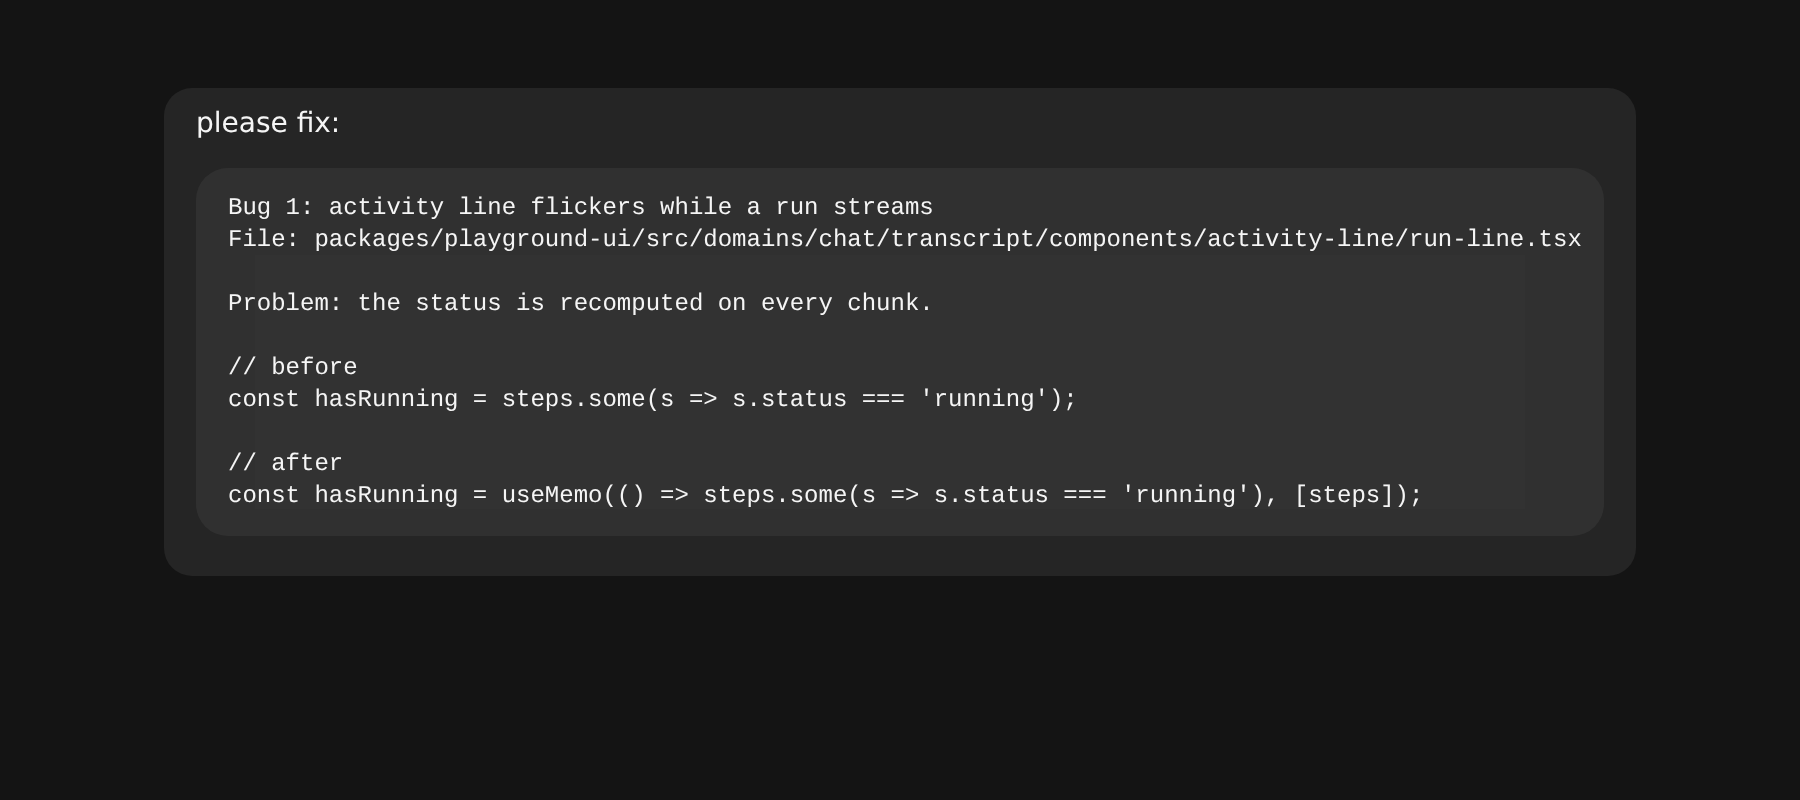 please fix:
Bug 1: activity line flickers while a run streams
File: packages/playground-ui/src/domains/chat/transcript/components/activity-line/run-line.tsx
Problem: the status is recomputed on every chunk.
// before
const hasRunning = steps.some(s => s.status === 'running');
// after
const hasRunning = useMemo(() => steps.some(s => s.status === 'running'), [steps]);